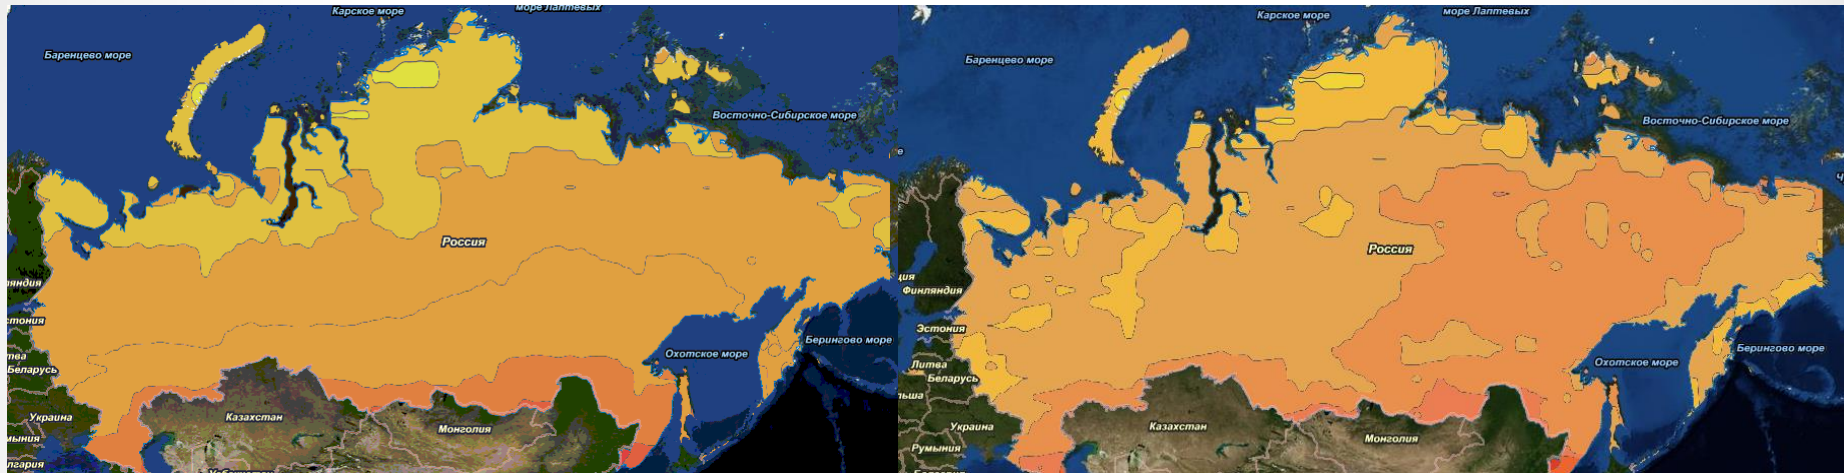 Карское море
море Лаптевых
Баренцево море
Восточно-Сибирское море
Россия
Охотское море
Берингово море
Беларусь
Украина
Казахстан
Монголия
Карское море
море Лаптевых
Баренцево море
Восточно-Сибирское море
Россия
Финляндия
Эстония
Литва
Беларусь
Украина
Румыния
Казахстан
Монголия
Охотское море
Берингово море